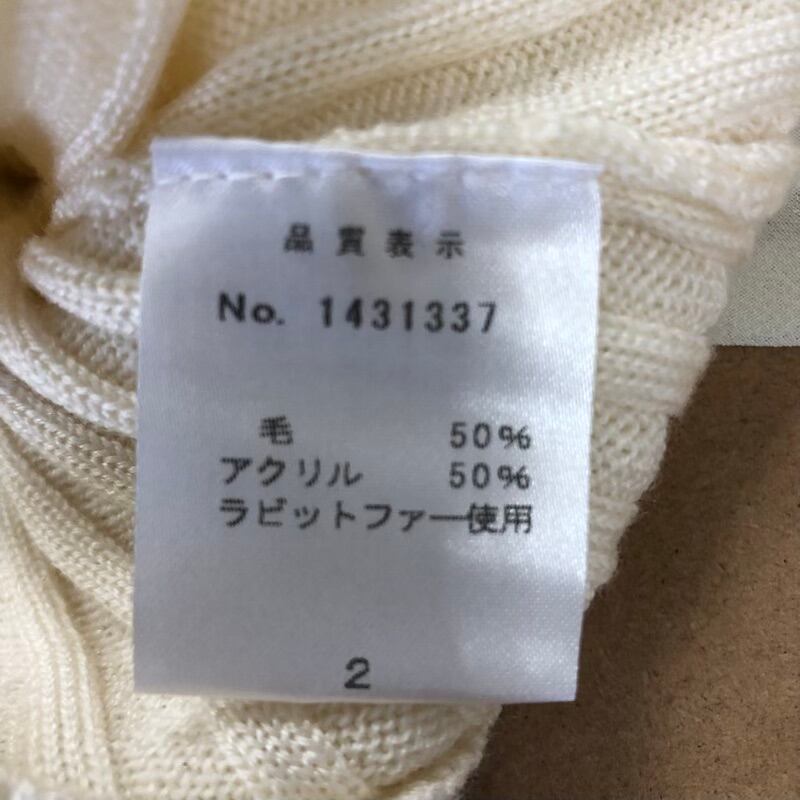 品質表示
No. 1431337
毛 50%
アクリル 50%
ラビットファー使用
2